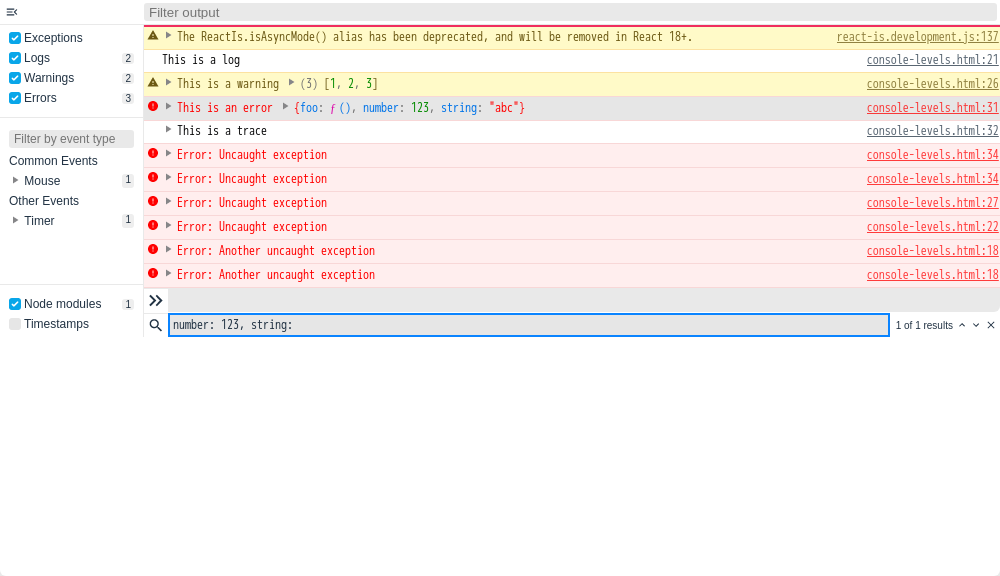 Filter output
Exceptions
Logs 2
Warnings 2
Errors 3
Filter by event type
Common Events
Mouse 1
Other Events
Timer 1
Node modules 1
Timestamps
The ReactIs.isAsyncMode() alias has been deprecated, and will be removed in React 18+. react-is.development.js:137
This is a log console-levels.html:21
This is a warning (3) [1, 2, 3] console-levels.html:26
This is an error {foo: ƒ (), number: 123, string: "abc"} console-levels.html:31
This is a trace console-levels.html:32
Error: Uncaught exception console-levels.html:34
Error: Uncaught exception console-levels.html:34
Error: Uncaught exception console-levels.html:27
Error: Uncaught exception console-levels.html:22
Error: Another uncaught exception console-levels.html:18
Error: Another uncaught exception console-levels.html:18
number: 123, string: 1 of 1 results